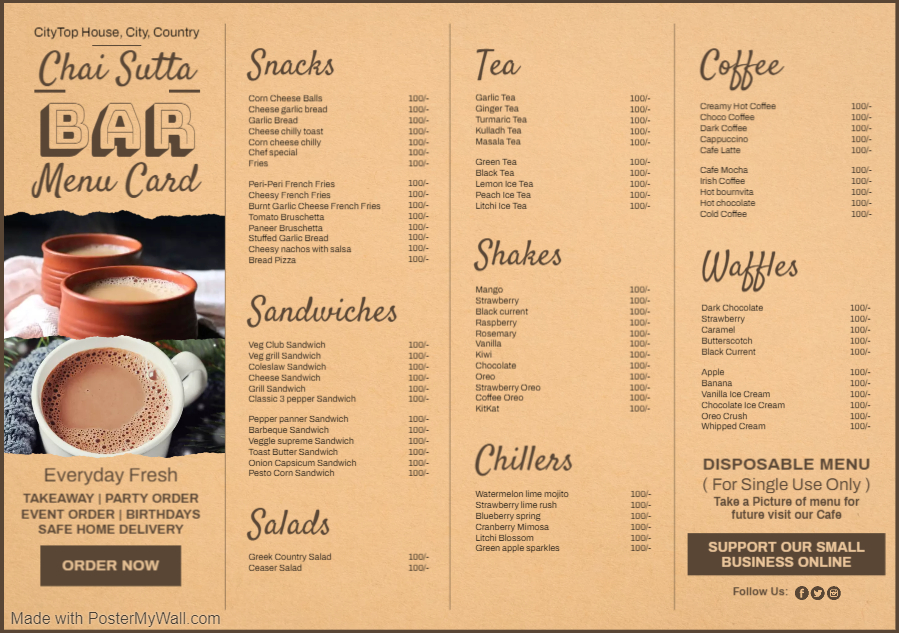 CityTop House, City, Country
Chai Sutta
BAR
Menu Card
Everyday Fresh
TAKEAWAY | PARTY ORDER
EVENT ORDER | BIRTHDAYS
SAFE HOME DELIVERY
ORDER NOW
Made with PosterMyWall.com
Snacks
Corn Cheese Balls 100/-
Cheese garlic bread 100/-
Garlic Bread 100/-
Cheese chilly toast 100/-
Corn cheese chilly 100/-
Chef special 100/-
Fries 100/-
Peri-Peri French Fries 100/-
Cheesy French Fries 100/-
Burnt Garlic Cheese French Fries 100/-
Tomato Bruschetta 100/-
Paneer Bruschetta 100/-
Stuffed Garlic Bread 100/-
Cheesy nachos with salsa 100/-
Bread Pizza 100/-
Sandwiches
Veg Club Sandwich 100/-
Veg grill Sandwich 100/-
Coleslaw Sandwich 100/-
Cheese Sandwich 100/-
Grill Sandwich 100/-
Classic 3 pepper Sandwich 100/-
Pepper panner Sandwich 100/-
Barbeque Sandwich 100/-
Veggle supreme Sandwich 100/-
Toast Butter Sandwich 100/-
Onion Capsicum Sandwich 100/-
Pesto Corn Sandwich 100/-
Salads
Greek Country Salad 100/-
Ceaser Salad 100/-
Tea
Garlic Tea 100/-
Ginger Tea 100/-
Turmaric Tea 100/-
Kulladh Tea 100/-
Masala Tea 100/-
Green Tea 100/-
Black Tea 100/-
Lemon Ice Tea 100/-
Peach Ice Tea 100/-
Litchi Ice Tea 100/-
Shakes
Mango 100/-
Strawberry 100/-
Black current 100/-
Raspberry 100/-
Rosemary 100/-
Vanilla 100/-
Kiwi 100/-
Chocolate 100/-
Oreo 100/-
Strawberry Oreo 100/-
Coffee Oreo 100/-
KitKat 100/-
Chillers
Watermelon lime mojito 100/-
Strawberry lime rush 100/-
Blueberry spring 100/-
Cranberry Mimosa 100/-
Litchi Blossom 100/-
Green apple sparkles 100/-
Coffee
Creamy Hot Coffee 100/-
Choco Coffee 100/-
Dark Coffee 100/-
Cappuccino 100/-
Cafe Latte 100/-
Cafe Mocha 100/-
Irish Coffee 100/-
Hot bournvita 100/-
Hot chocolate 100/-
Cold Coffee 100/-
Waffles
Dark Chocolate 100/-
Strawberry 100/-
Caramel 100/-
Butterscotch 100/-
Black Current 100/-
Apple 100/-
Banana 100/-
Vanilla Ice Cream 100/-
Chocolate Ice Cream 100/-
Oreo Crush 100/-
Whipped Cream 100/-
DISPOSABLE MENU
( For Single Use Only )
Take a Picture of menu for
future visit our Cafe
SUPPORT OUR SMALL
BUSINESS ONLINE
Follow Us: